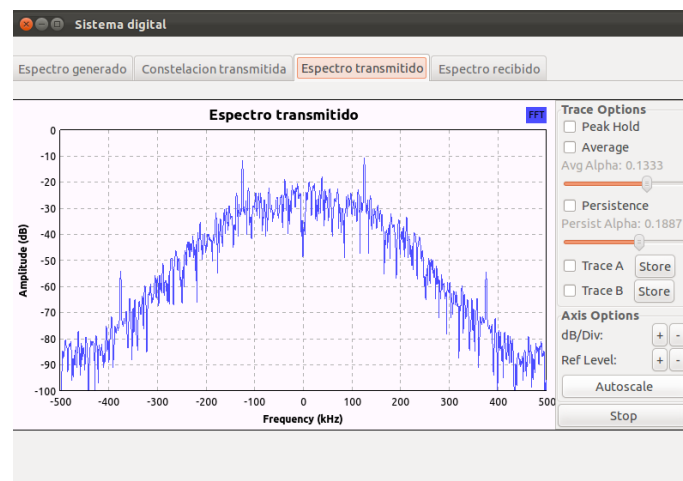 Sistema digital
Espectro generado
Constelacion transmitida
Espectro transmitido
Espectro recibido
Espectro transmitido
FFT
Amplitude (dB)
0
-10
-20
-30
-40
-50
-60
-70
-80
-90
-100
-500
-400
-300
-200
-100
0
100
200
300
400
500
Frequency (kHz)
Trace Options
Peak Hold
Average
Avg Alpha: 0.1333
Persistence
Persist Alpha: 0.1887
Trace A Store
Trace B Store
Axis Options
dB/Div: + -
Ref Level: + -
Autoscale
Stop